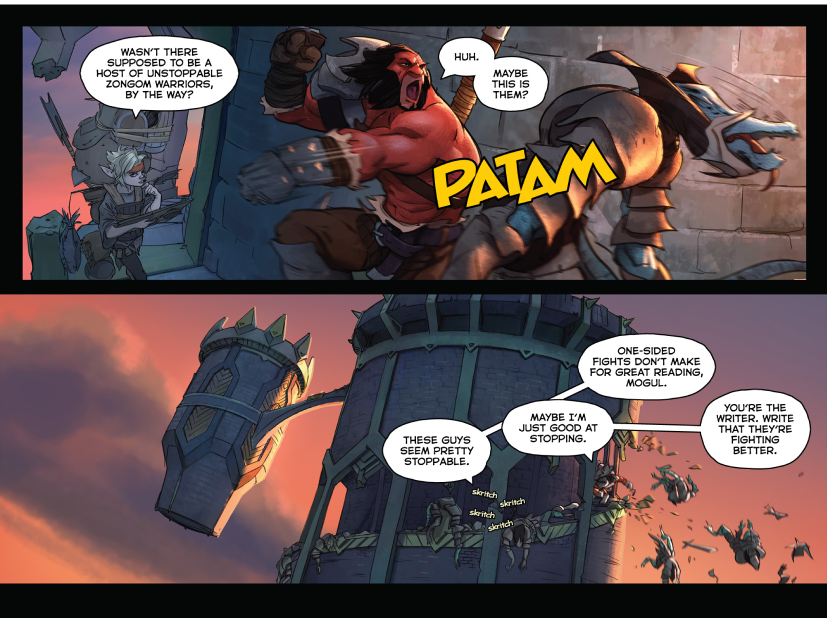 WASN'T THERE
SUPPOSED TO BE A
HOST OF UNSTOPPABLE
ZONGOM WARRIORS,
BY THE WAY?
HUH.
MAYBE
THIS IS
THEM?
PATAM
THESE GUYS
SEEM PRETTY
STOPPABLE.
ONE-SIDED
FIGHTS DON'T MAKE
FOR GREAT READING,
MOGUL.
MAYBE I'M
JUST GOOD AT
STOPPING.
YOU'RE THE
WRITER. WRITE
THAT THEY'RE
FIGHTING
BETTER.
skritch
skritch
skritch
skritch